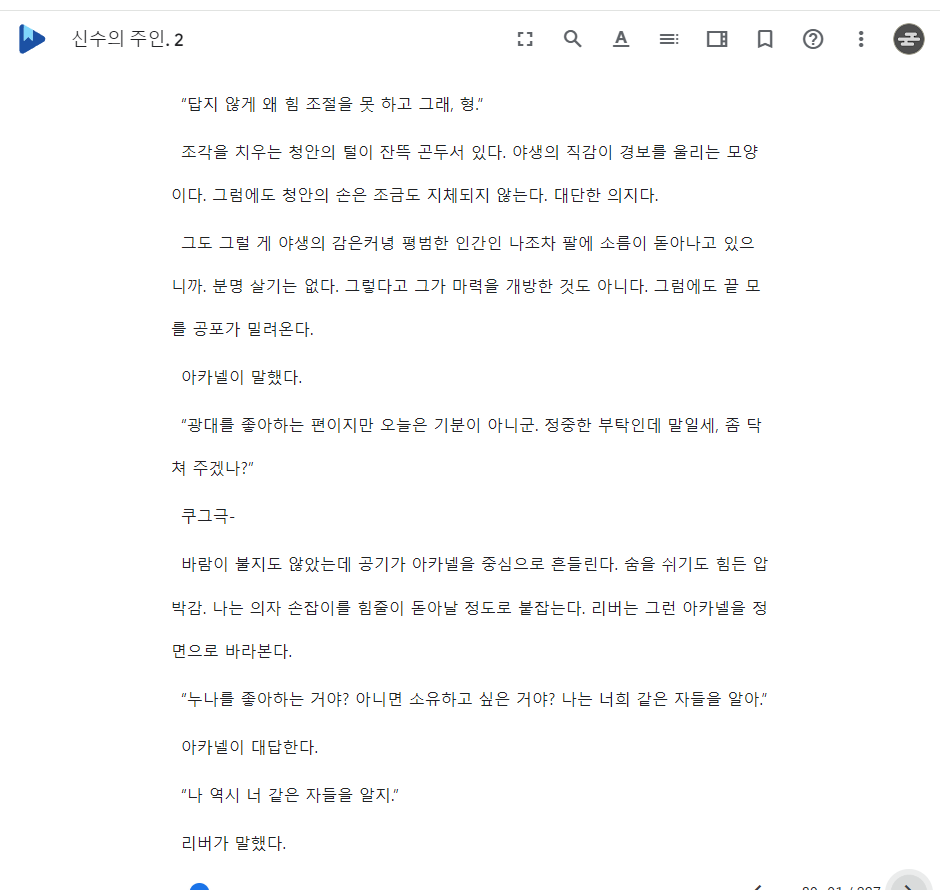 신수의 주인. 2
“답지 않게 왜 힘 조절을 못 하고 그래, 형.”
조각을 치우는 청안의 털이 잔뜩 곤두서 있다. 야생의 직감이 경보를 울리는 모양
이다. 그럼에도 청안의 손은 조금도 지체되지 않는다. 대단한 의지다.
그도 그럴 게 야생의 감은커녕 평범한 인간인 나조차 팔에 소름이 돋아나고 있으
니까. 분명 살기는 없다. 그렇다고 그가 마력을 개방한 것도 아니다. 그럼에도 끝 모
를 공포가 밀려온다.
아카넬이 말했다.
“광대를 좋아하는 편이지만 오늘은 기분이 아니군. 정중한 부탁인데 말일세, 좀 닥
쳐 주겠나?”
쿠그극-
바람이 불지도 않았는데 공기가 아카넬을 중심으로 흔들린다. 숨을 쉬기도 힘든 압
박감. 나는 의자 손잡이를 힘줄이 돋아날 정도로 붙잡는다. 리버는 그런 아카넬을 정
면으로 바라본다.
“누나를 좋아하는 거야? 아니면 소유하고 싶은 거야? 나는 너희 같은 자들을 알아.”
아카넬이 대답한다.
“나 역시 너 같은 자들을 알지.”
리버가 말했다.